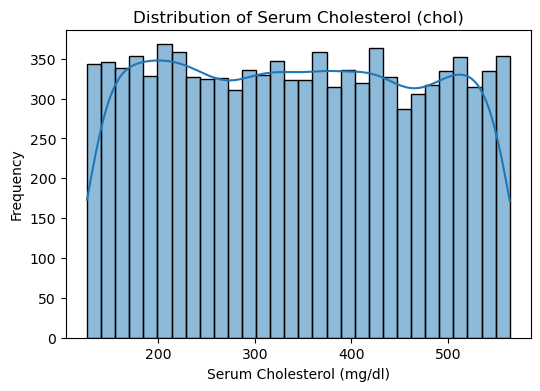 Distribution of Serum Cholesterol (chol)
Frequency
350
300
250
200
150
100
50
0
200 300 400 500
Serum Cholesterol (mg/dl)